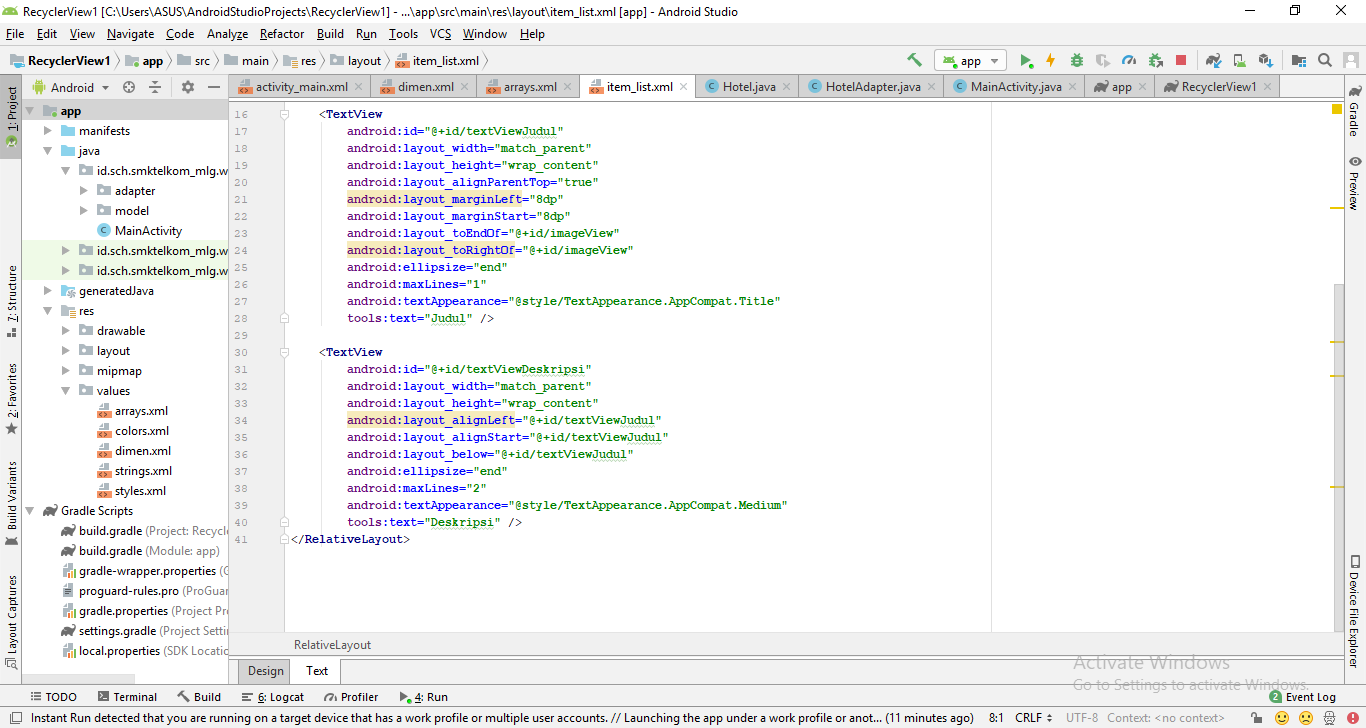 RecyclerView1 [C:\Users\ASUS\AndroidStudioProjects\RecyclerView1] - ...\app\src\main\res\layout\item_list.xml [app] - Android Studio
File Edit View Navigate Code Analyze Refactor Build Run Tools VCS Window Help
RecyclerView1 app src main res layout item_list.xml app
Android activity_main.xml dimen.xml arrays.xml item_list.xml Hotel.java HotelAdapter.java MainActivity.java app RecyclerView1
1: Project
7: Structure
2: Favorites
Build Variants
Layout Captures
app
manifests
java
id.sch.smktelkom_mlg.w
adapter
model
MainActivity
id.sch.smktelkom_mlg.w
id.sch.smktelkom_mlg.w
generatedJava
res
drawable
layout
mipmap
values
arrays.xml
colors.xml
dimen.xml
strings.xml
styles.xml
Gradle Scripts
build.gradle (Project: Recycl
build.gradle (Module: app)
gradle-wrapper.properties (G
proguard-rules.pro (ProGuar
gradle.properties (Project Pr
settings.gradle (Project Setti
local.properties (SDK Locatio
16 <TextView
17 android:id="@+id/textViewJudul"
18 android:layout_width="match_parent"
19 android:layout_height="wrap_content"
20 android:layout_alignParentTop="true"
21 android:layout_marginLeft="8dp"
22 android:layout_marginStart="8dp"
23 android:layout_toEndOf="@+id/imageView"
24 android:layout_toRightOf="@+id/imageView"
25 android:ellipsize="end"
26 android:maxLines="1"
27 android:textAppearance="@style/TextAppearance.AppCompat.Title"
28 tools:text="Judul" />
29
30 <TextView
31 android:id="@+id/textViewDeskripsi"
32 android:layout_width="match_parent"
33 android:layout_height="wrap_content"
34 android:layout_alignLeft="@+id/textViewJudul"
35 android:layout_alignStart="@+id/textViewJudul"
36 android:layout_below="@+id/textViewJudul"
37 android:ellipsize="end"
38 android:maxLines="2"
39 android:textAppearance="@style/TextAppearance.AppCompat.Medium"
40 tools:text="Deskripsi" />
41 </RelativeLayout>
RelativeLayout
Design Text
Gradle
Preview
Device File Explorer
Activate Windows
Go to Settings to activate Windows.
TODO Terminal Build 6: Logcat Profiler 4: Run 2 Event Log
Instant Run detected that you are running on a target device that has a work profile or multiple user accounts. // Launching the app under a work profile or anot... (11 minutes ago) 8:1 CRLF UTF-8 Context: <no context>